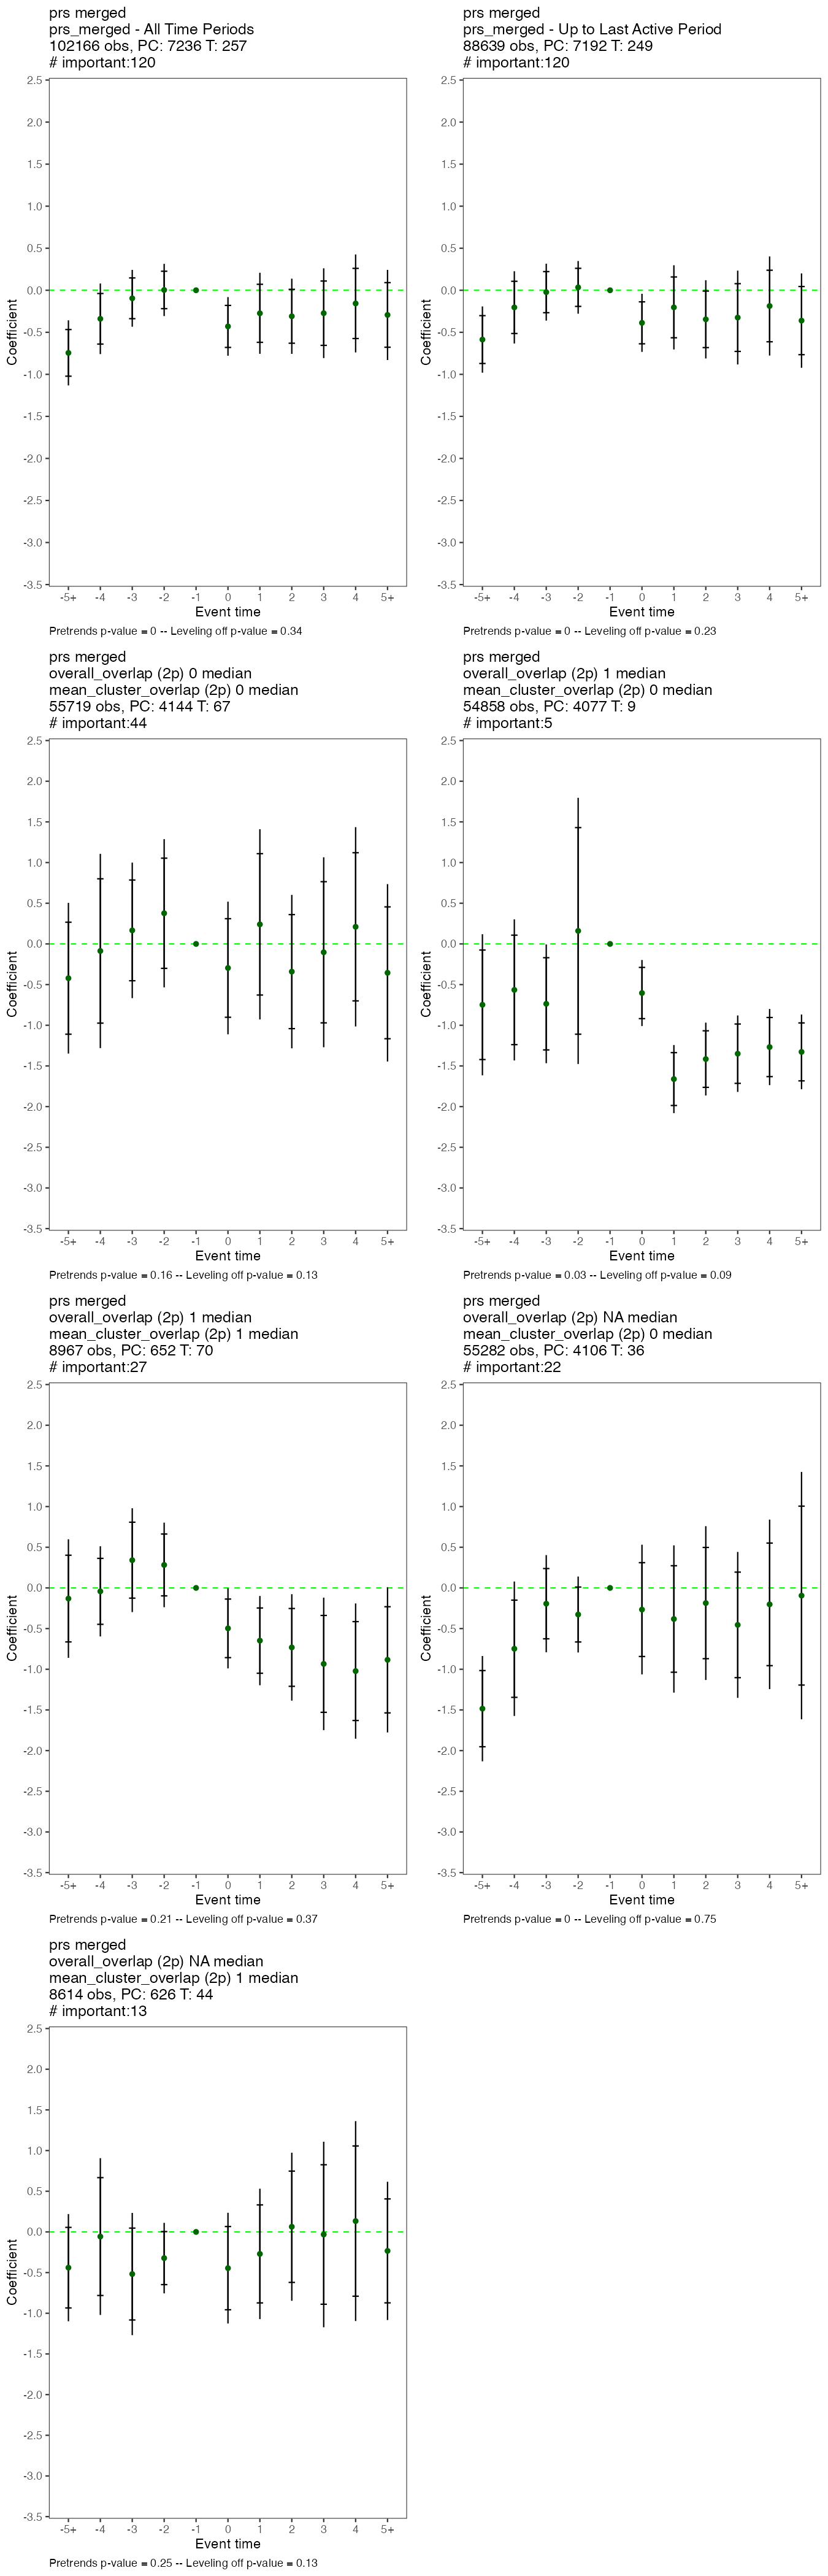 prs merged
prs_merged - All Time Periods
102166 obs, PC: 7236 T: 257
# important:120
2.5
2.0
1.5
1.0
0.5
0.0
-0.5
-1.0
-1.5
-2.0
-2.5
-3.0
-3.5
Coefficient
-5+ -4 -3 -2 -1 0 1 2 3 4 5+
Event time
Pretrends p-value = 0 -- Leveling off p-value = 0.34
prs merged
prs_merged - Up to Last Active Period
88639 obs, PC: 7192 T: 249
# important:120
2.5
2.0
1.5
1.0
0.5
0.0
-0.5
-1.0
-1.5
-2.0
-2.5
-3.0
-3.5
Coefficient
-5+ -4 -3 -2 -1 0 1 2 3 4 5+
Event time
Pretrends p-value = 0 -- Leveling off p-value = 0.23
prs merged
overall_overlap (2p) 0 median
mean_cluster_overlap (2p) 0 median
55719 obs, PC: 4144 T: 67
# important:44
2.5
2.0
1.5
1.0
0.5
0.0
-0.5
-1.0
-1.5
-2.0
-2.5
-3.0
-3.5
Coefficient
-5+ -4 -3 -2 -1 0 1 2 3 4 5+
Event time
Pretrends p-value = 0.16 -- Leveling off p-value = 0.13
prs merged
overall_overlap (2p) 1 median
mean_cluster_overlap (2p) 0 median
54858 obs, PC: 4077 T: 9
# important:5
2.5
2.0
1.5
1.0
0.5
0.0
-0.5
-1.0
-1.5
-2.0
-2.5
-3.0
-3.5
Coefficient
-5+ -4 -3 -2 -1 0 1 2 3 4 5+
Event time
Pretrends p-value = 0.03 -- Leveling off p-value = 0.09
prs merged
overall_overlap (2p) 1 median
mean_cluster_overlap (2p) 1 median
8967 obs, PC: 652 T: 70
# important:27
2.5
2.0
1.5
1.0
0.5
0.0
-0.5
-1.0
-1.5
-2.0
-2.5
-3.0
-3.5
Coefficient
-5+ -4 -3 -2 -1 0 1 2 3 4 5+
Event time
Pretrends p-value = 0.21 -- Leveling off p-value = 0.37
prs merged
overall_overlap (2p) NA median
mean_cluster_overlap (2p) 0 median
55282 obs, PC: 4106 T: 36
# important:22
2.5
2.0
1.5
1.0
0.5
0.0
-0.5
-1.0
-1.5
-2.0
-2.5
-3.0
-3.5
Coefficient
-5+ -4 -3 -2 -1 0 1 2 3 4 5+
Event time
Pretrends p-value = 0 -- Leveling off p-value = 0.75
prs merged
overall_overlap (2p) NA median
mean_cluster_overlap (2p) 1 median
8614 obs, PC: 626 T: 44
# important:13
2.5
2.0
1.5
1.0
0.5
0.0
-0.5
-1.0
-1.5
-2.0
-2.5
-3.0
-3.5
Coefficient
-5+ -4 -3 -2 -1 0 1 2 3 4 5+
Event time
Pretrends p-value = 0.25 -- Leveling off p-value = 0.13